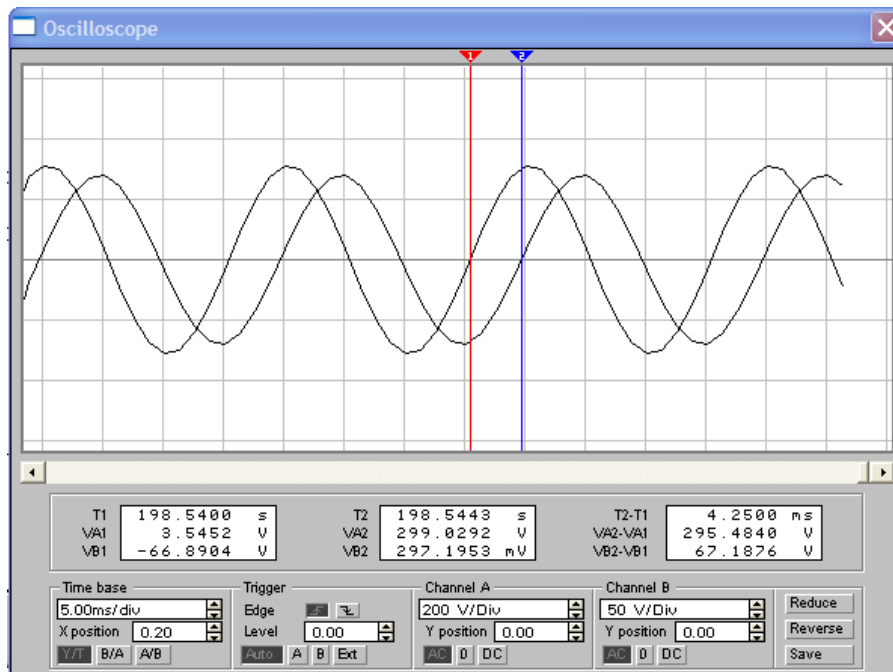 Oscilloscope
1 2
T1 198.5400 s T2 198.5443 s T2-T1 4.2500 ms
VA1 3.5452 V VA2 299.0292 V VA2-VA1 295.4840 V
VB1 -66.8904 V VB2 297.1953 mV VB2-VB1 67.1876 V
Time base Trigger Channel A Channel B
5.00ms/div Edge 200 V/Div 50 V/Div Reduce
X position 0.20 Level 0.00 Y position 0.00 Y position 0.00 Reverse
Y/T B/A A/B Auto A B Ext AC 0 DC AC 0 DC Save